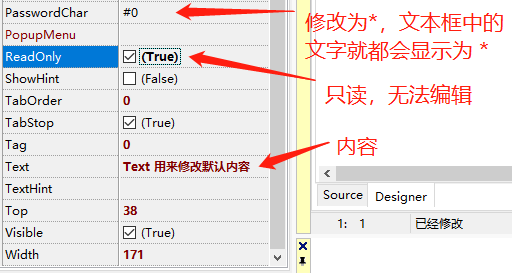 PasswordChar #0
PopupMenu
ReadOnly (True)
ShowHint (False)
TabOrder 0
TabStop (True)
Tag 0
Text Text 用来修改默认内容
TextHint
Top 38
Visible (True)
Width 171
修改为*，文本框中的
文字就都会显示为 *
只读，无法编辑
内容
Source Designer
1: 1 已经修改